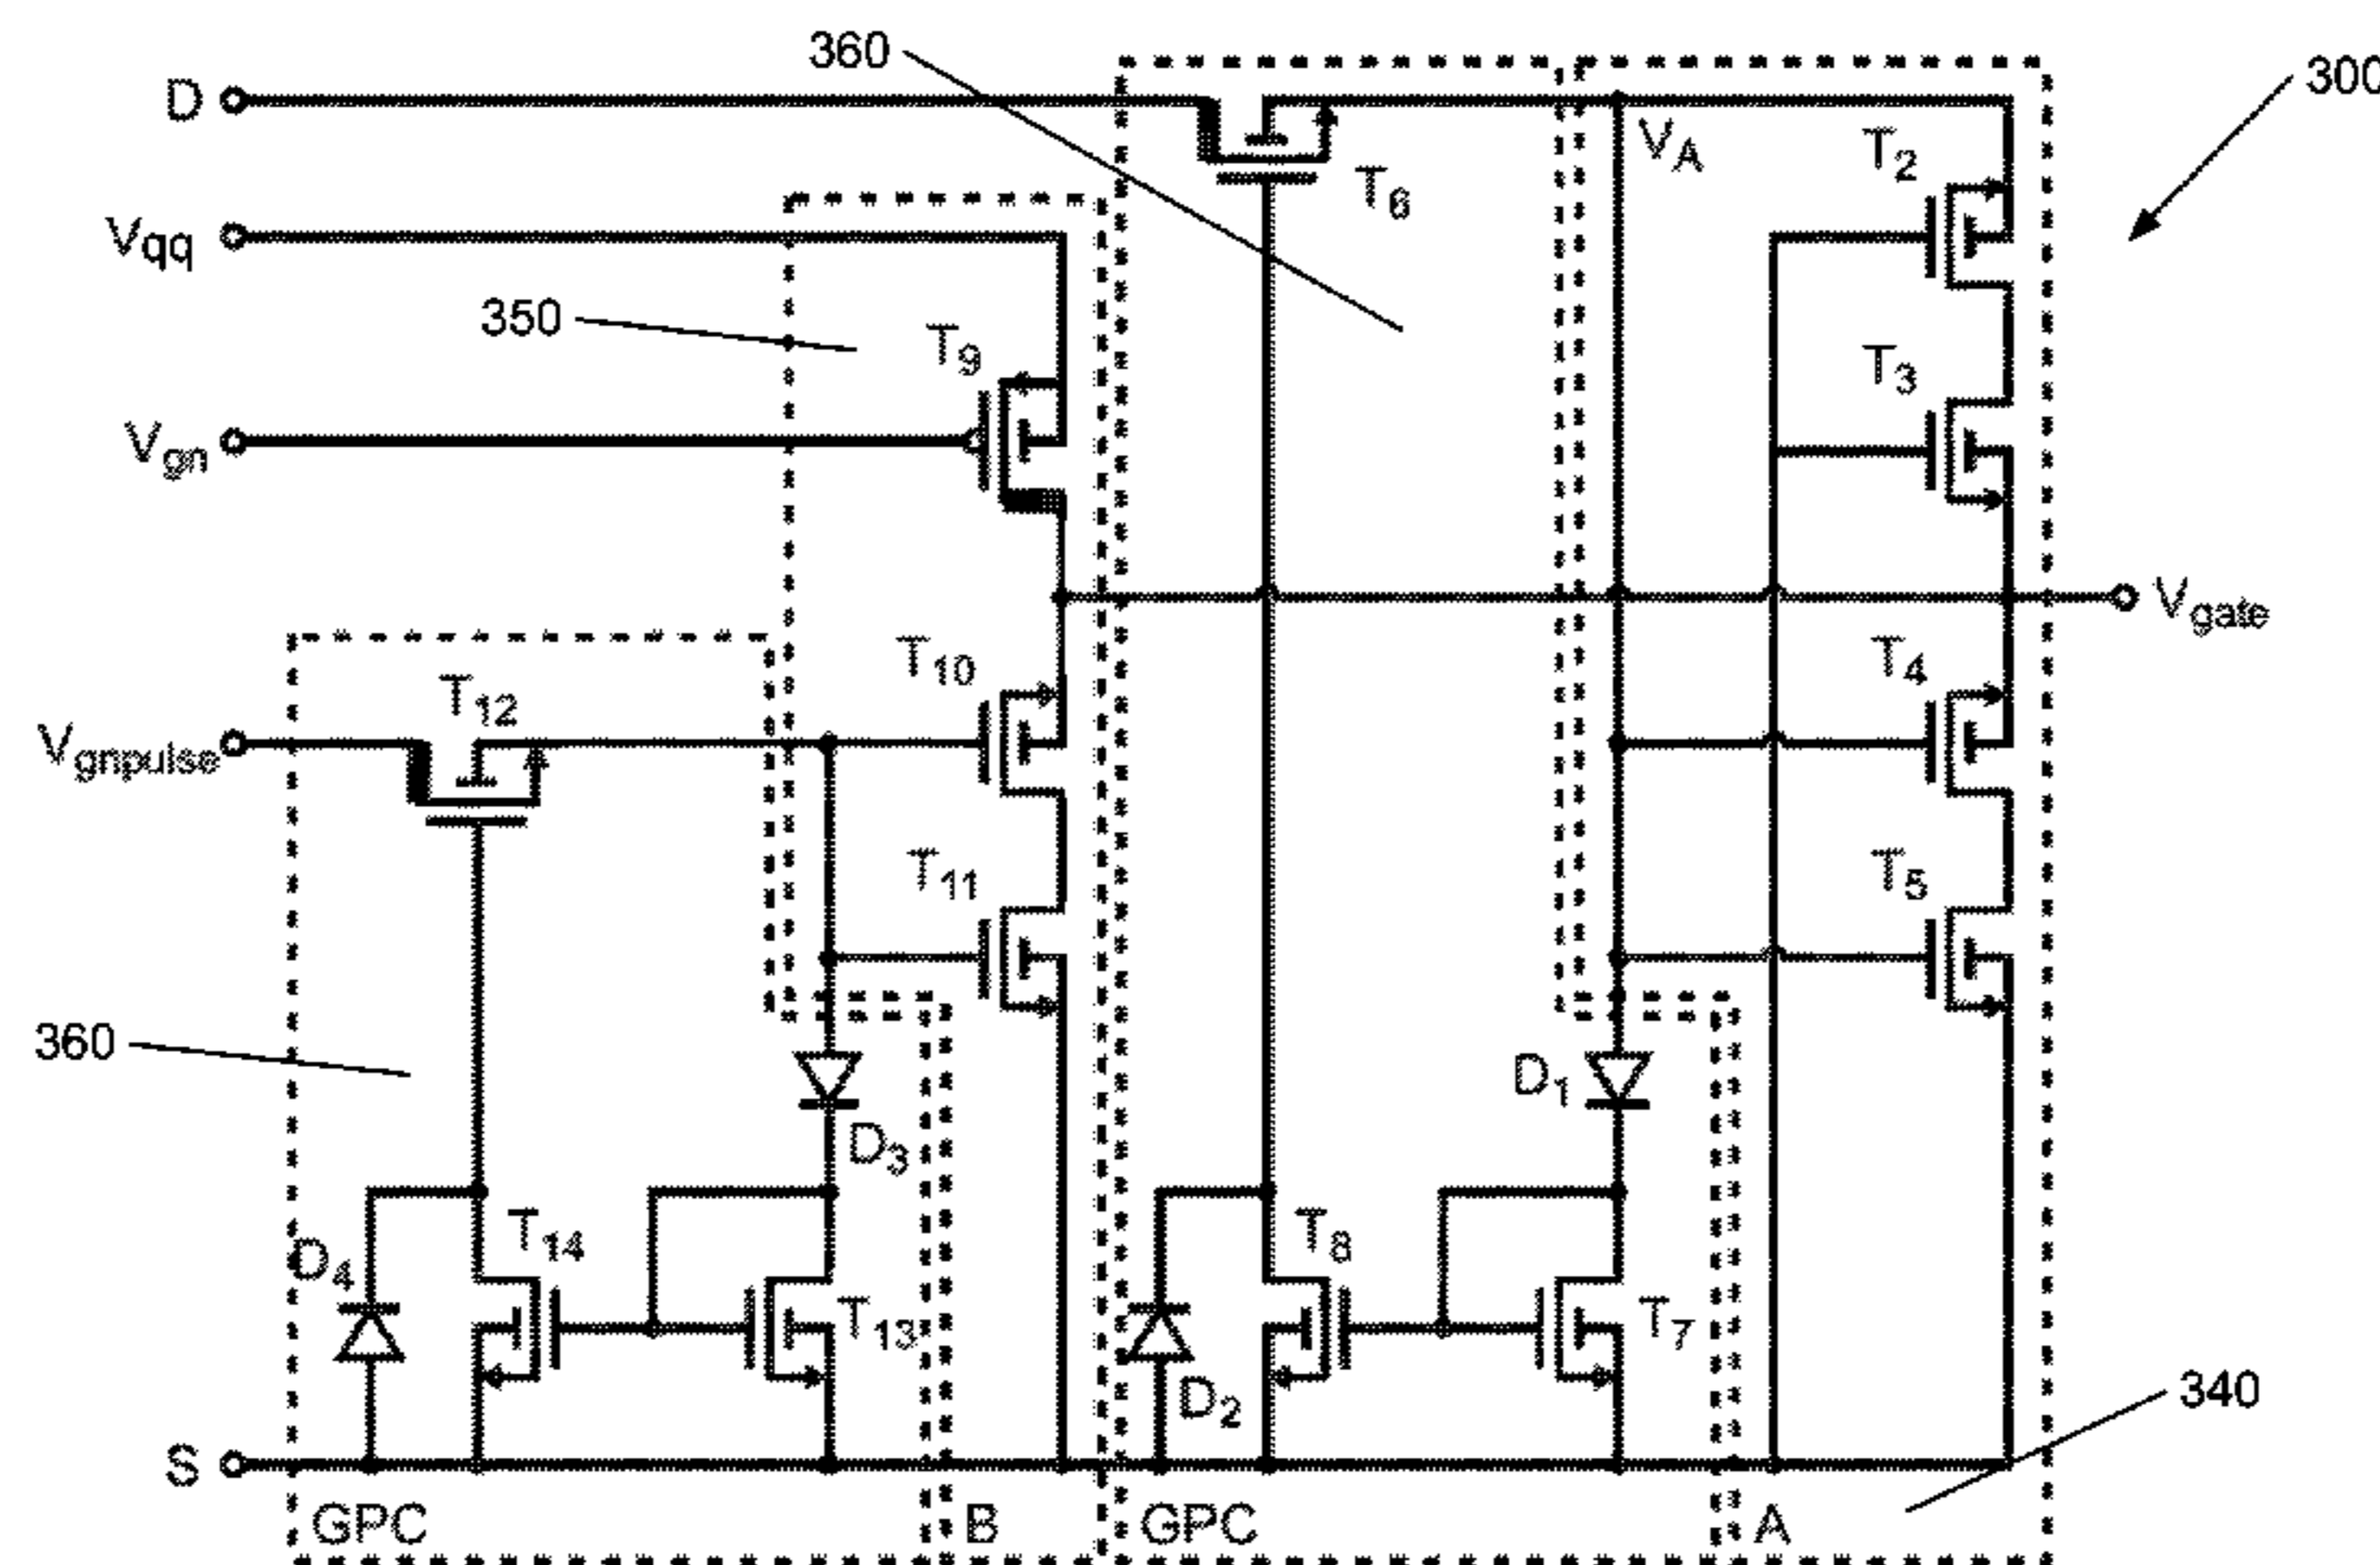 360
300
D
VA
T2
T6
Vqq
350
T9
T3
Vgn
Vgate
T10
T4
T12
Vgnpulse
T11
T5
360
D1
D3
T14
T8
D4
T13
T7
D2
340
S
GPC
B
GPC
A